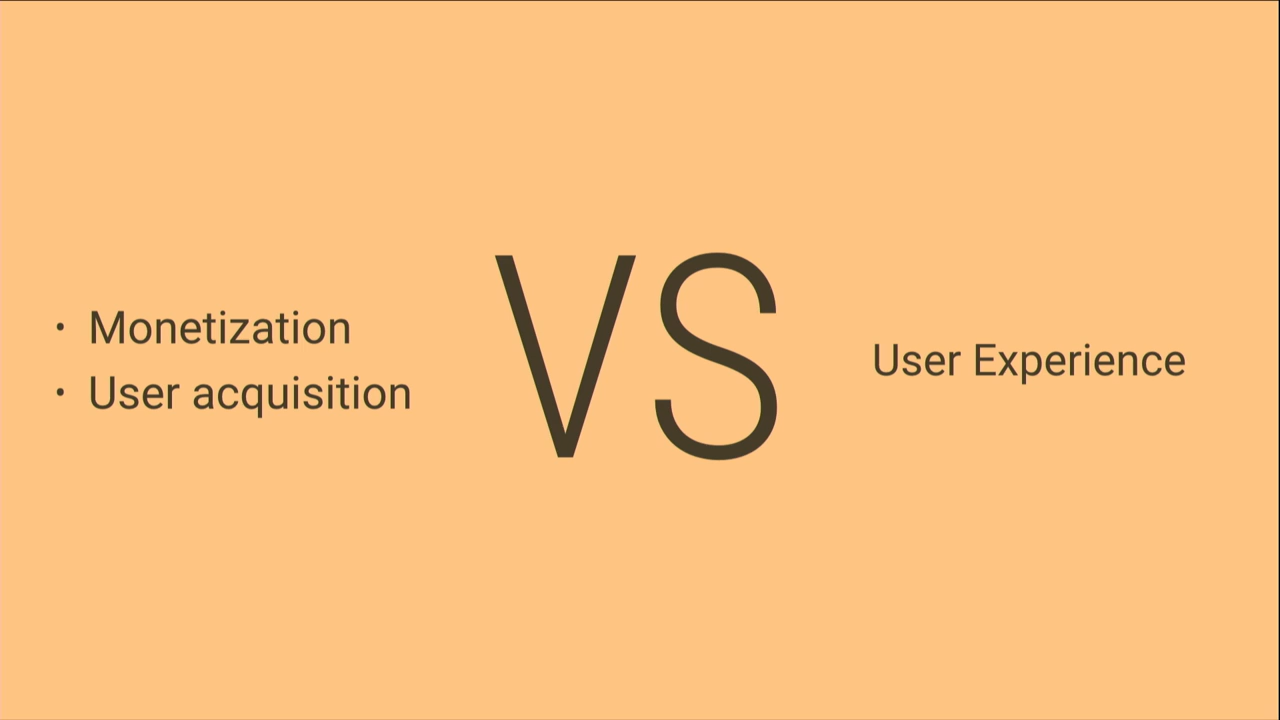 • Monetization
• User acquisition
VS
User Experience